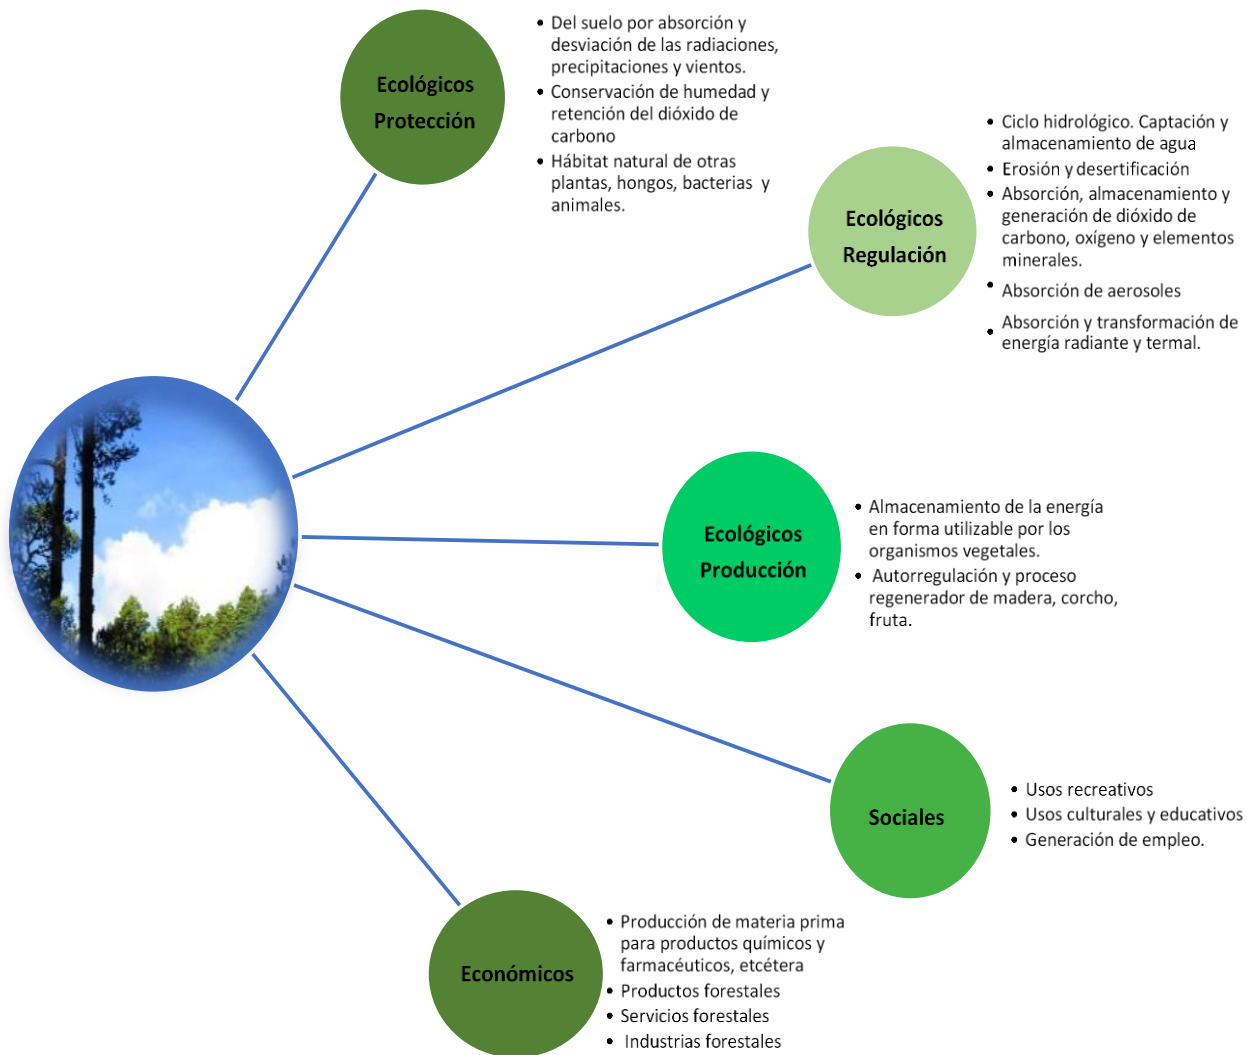 Ecológicos
Protección
• Del suelo por absorción y
desviación de las radiaciones,
precipitaciones y vientos.
• Conservación de humedad y
retención del dióxido de
carbono
• Hábitat natural de otras
plantas, hongos, bacterias y
animales.
Ecológicos
Regulación
• Ciclo hidrológico. Captación y
almacenamiento de agua
• Erosión y desertificación
• Absorción, almacenamiento y
generación de dióxido de
carbono, oxígeno y elementos
minerales.
• Absorción de aerosoles
• Absorción y transformación de
energía radiante y termal.
Ecológicos
Producción
• Almacenamiento de la energía
en forma utilizable por los
organismos vegetales.
• Autorregulación y proceso
regenerador de madera, corcho,
fruta.
Sociales
• Usos recreativos
• Usos culturales y educativos
• Generación de empleo.
Económicos
• Producción de materia prima
para productos químicos y
farmacéuticos, etcétera
• Productos forestales
• Servicios forestales
• Industrias forestales